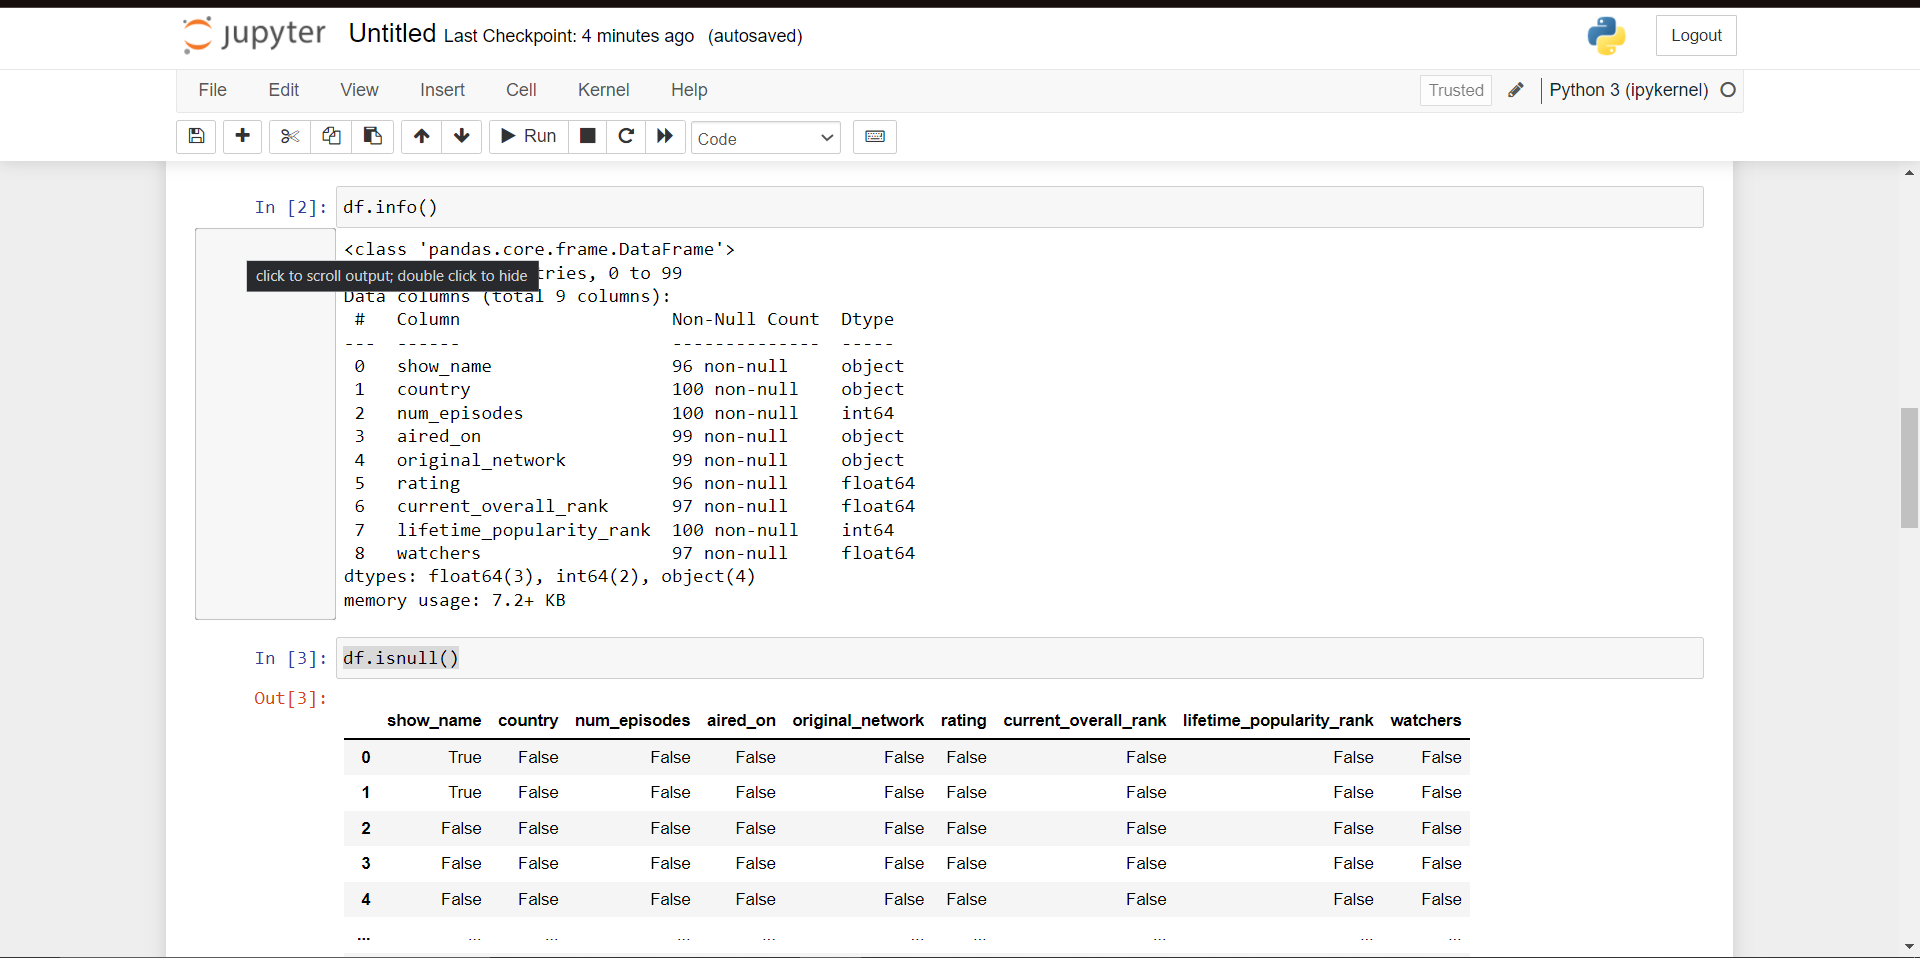 jupyter Untitled Last Checkpoint: 4 minutes ago (autosaved) Logout
File Edit View Insert Cell Kernel Help Trusted Python 3 (ipykernel)
Run Code
In [2]: df.info()
<class 'pandas.core.frame.DataFrame'>
click to scroll output; double click to hide tries, 0 to 99
Data columns (total 9 columns):
# Column Non-Null Count Dtype
--- ------ -------------- -----
0 show_name 96 non-null object
1 country 100 non-null object
2 num_episodes 100 non-null int64
3 aired_on 99 non-null object
4 original_network 99 non-null object
5 rating 96 non-null float64
6 current_overall_rank 97 non-null float64
7 lifetime_popularity_rank 100 non-null int64
8 watchers 97 non-null float64
dtypes: float64(3), int64(2), object(4)
memory usage: 7.2+ KB
In [3]: df.isnull()
Out[3]:
show_name country num_episodes aired_on original_network rating current_overall_rank lifetime_popularity_rank watchers
0 True False False False False False False False False
1 True False False False False False False False False
2 False False False False False False False False False
3 False False False False False False False False False
4 False False False False False False False False False
... ... ... ... ... ... ... ... ... ...